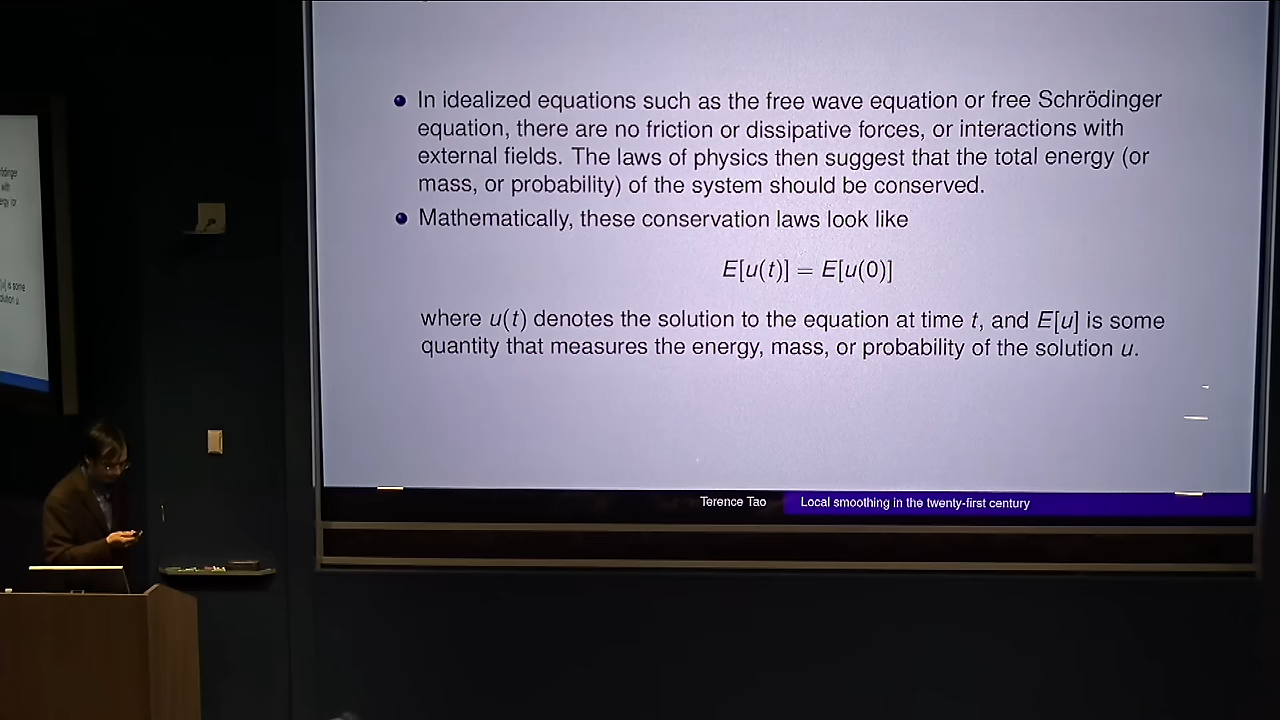 In idealized equations such as the free wave equation or free Schrödinger
equation, there are no friction or dissipative forces, or interactions with
external fields. The laws of physics then suggest that the total energy (or
mass, or probability) of the system should be conserved.
Mathematically, these conservation laws look like
E[u(t)] = E[u(0)]
where u(t) denotes the solution to the equation at time t, and E[u] is some
quantity that measures the energy, mass, or probability of the solution u.
Terence Tao Local smoothing in the twenty-first century
with
[u] is some